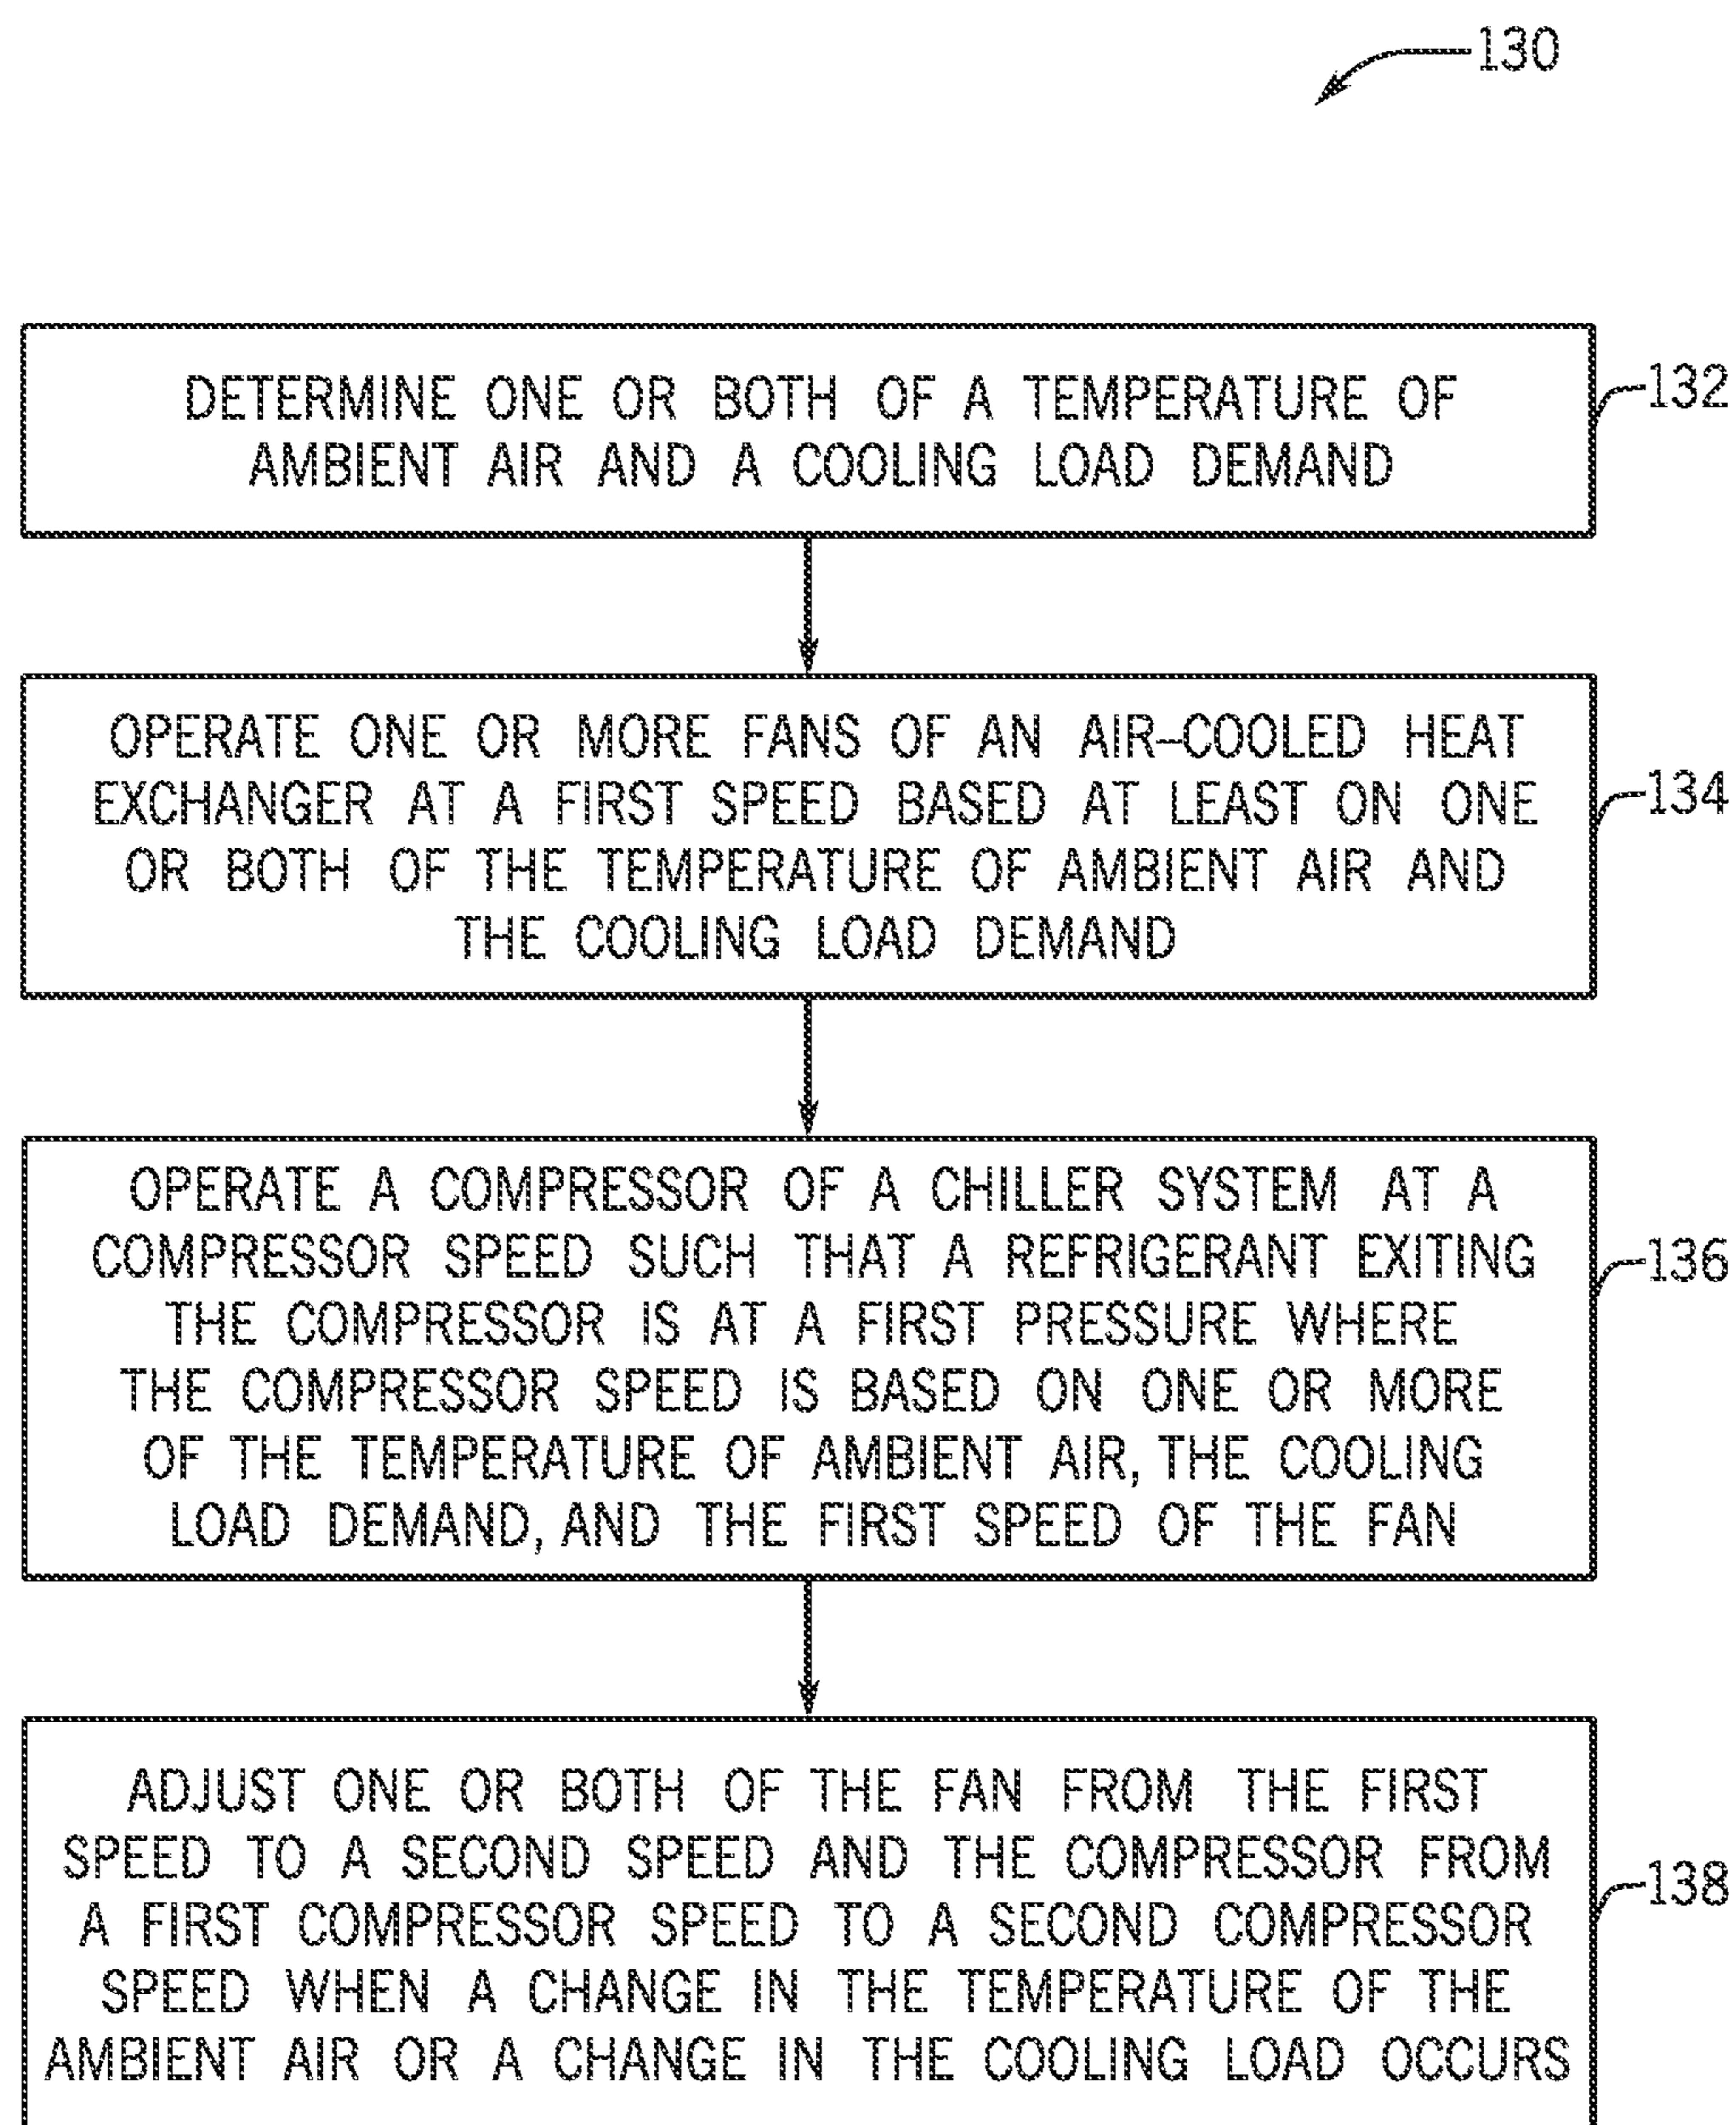 130
DETERMINE ONE OR BOTH OF A TEMPERATURE OF
AMBIENT AIR AND A COOLING LOAD DEMAND
132
OPERATE ONE OR MORE FANS OF AN AIR-COOLED HEAT
EXCHANGER AT A FIRST SPEED BASED AT LEAST ON ONE
OR BOTH OF THE TEMPERATURE OF AMBIENT AIR AND
THE COOLING LOAD DEMAND
134
OPERATE A COMPRESSOR OF A CHILLER SYSTEM AT A
COMPRESSOR SPEED SUCH THAT A REFRIGERANT EXITING
THE COMPRESSOR IS AT A FIRST PRESSURE WHERE
THE COMPRESSOR SPEED IS BASED ON ONE OR MORE
OF THE TEMPERATURE OF AMBIENT AIR, THE COOLING
LOAD DEMAND, AND THE FIRST SPEED OF THE FAN
136
ADJUST ONE OR BOTH OF THE FAN FROM THE FIRST
SPEED TO A SECOND SPEED AND THE COMPRESSOR FROM
A FIRST COMPRESSOR SPEED TO A SECOND COMPRESSOR
SPEED WHEN A CHANGE IN THE TEMPERATURE OF THE
AMBIENT AIR OR A CHANGE IN THE COOLING LOAD OCCURS
138